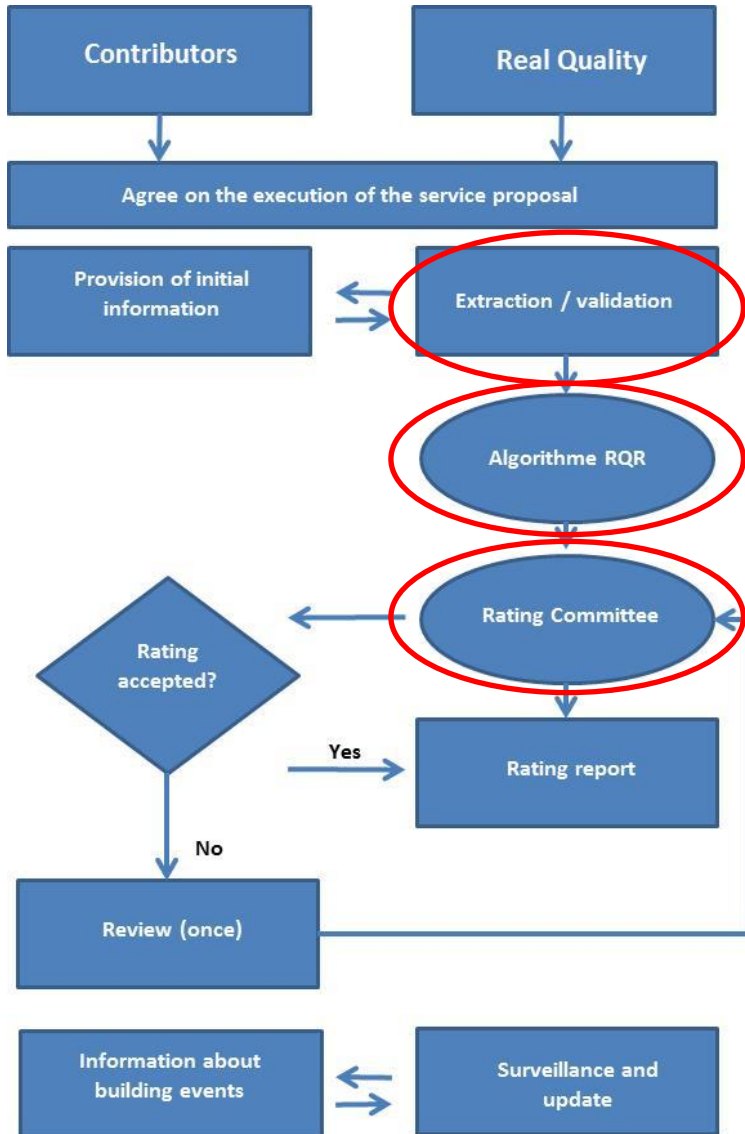 Contributors
Real Quality
Agree on the execution of the service proposal
Provision of initial
information
Extraction / validation
Algorithme RQR
Rating Committee
Rating
accepted?
Yes
Rating report
No
Review (once)
Information about
building events
Surveillance and
update